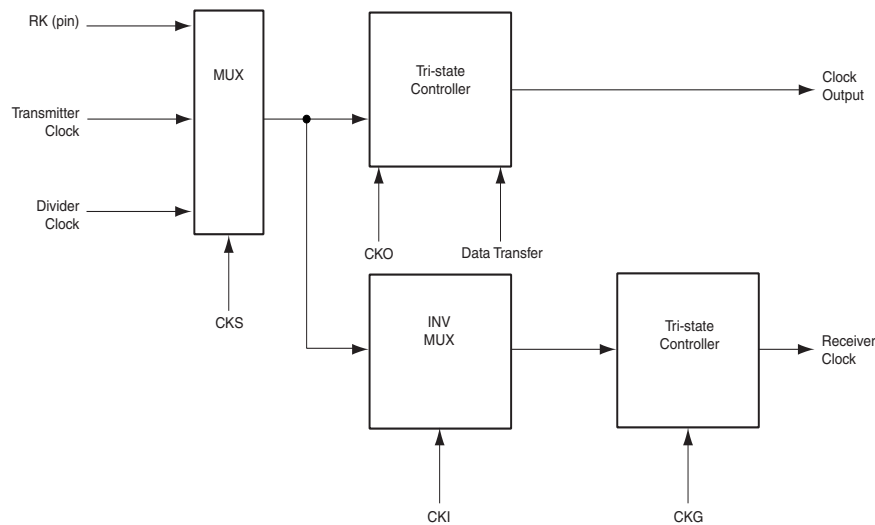 RK (pin)
MUX
Tri-state
Controller
Clock
Output
Transmitter
Clock
Divider
Clock
CKO
Data Transfer
CKS
INV
MUX
Tri-state
Controller
Receiver
Clock
CKI
CKG